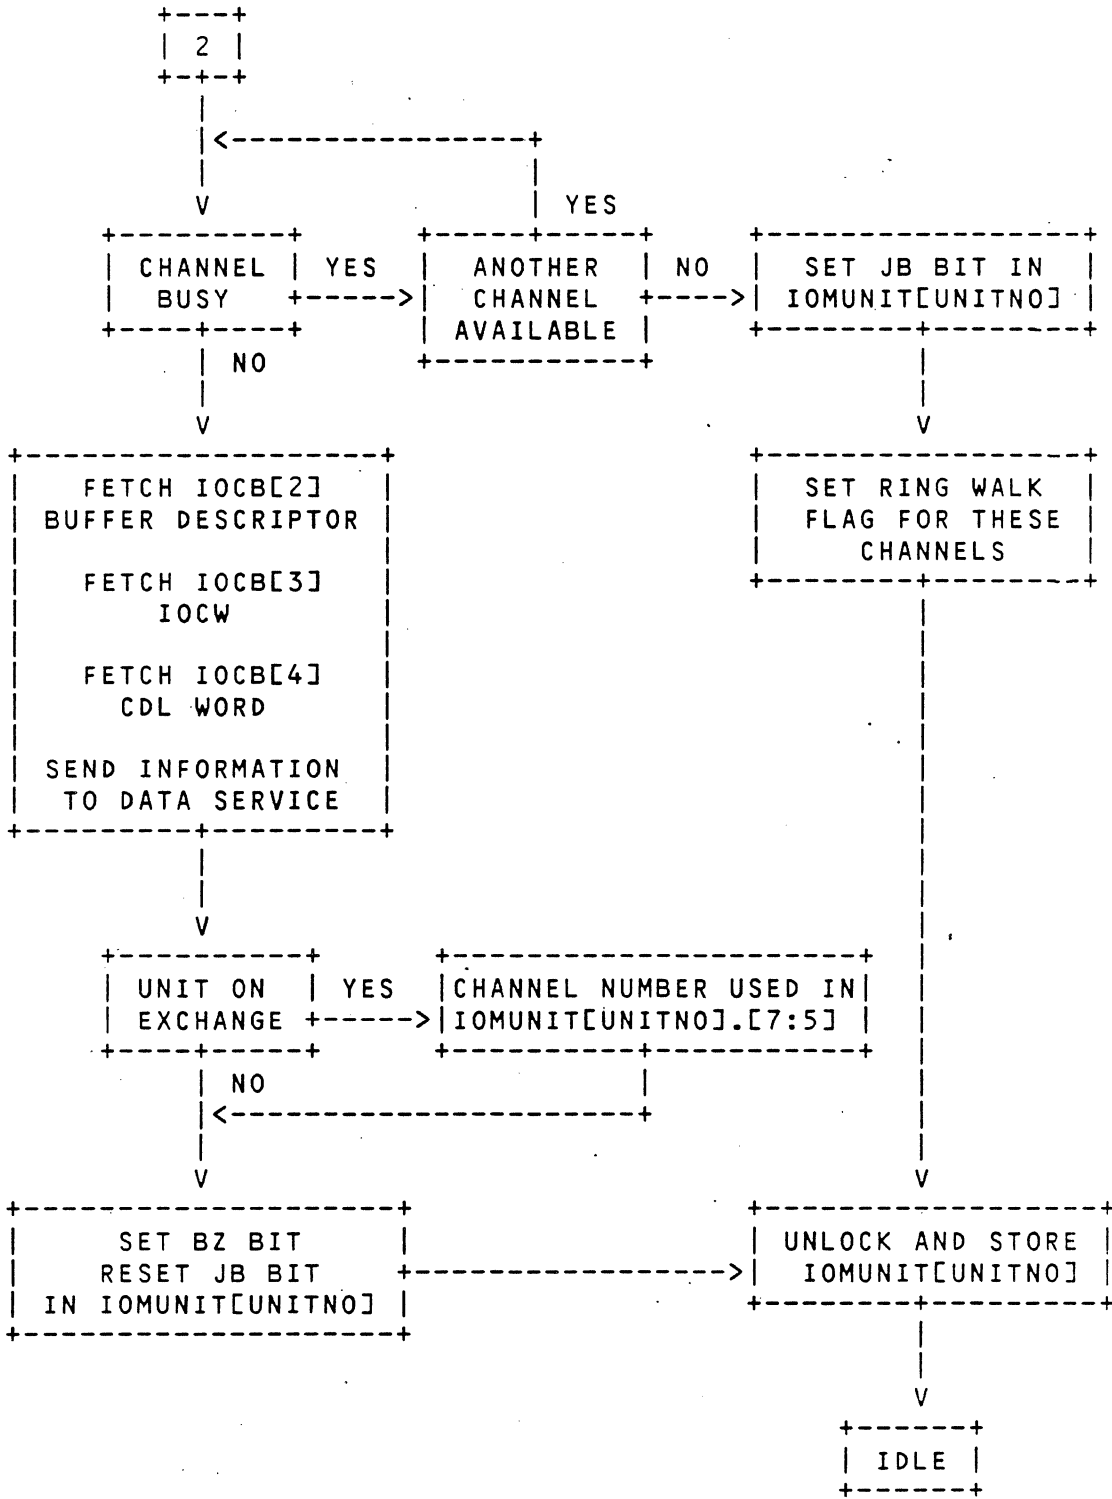 2
YES
CHANNEL
BUSY
YES
ANOTHER
CHANNEL
AVAILABLE
NO
SET JB BIT IN
IOMUNIT[UNITNO]
NO
FETCH IOCB[2]
BUFFER DESCRIPTOR
FETCH IOCB[3]
IOCW
FETCH IOCB[4]
CDL WORD
SEND INFORMATION
TO DATA SERVICE
SET RING WALK
FLAG FOR THESE
CHANNELS
UNIT ON
EXCHANGE
YES
CHANNEL NUMBER USED IN
IOMUNIT[UNITNO].[7:5]
NO
SET BZ BIT
RESET JB BIT
IN IOMUNIT[UNITNO]
UNLOCK AND STORE
IOMUNIT[UNITNO]
IDLE